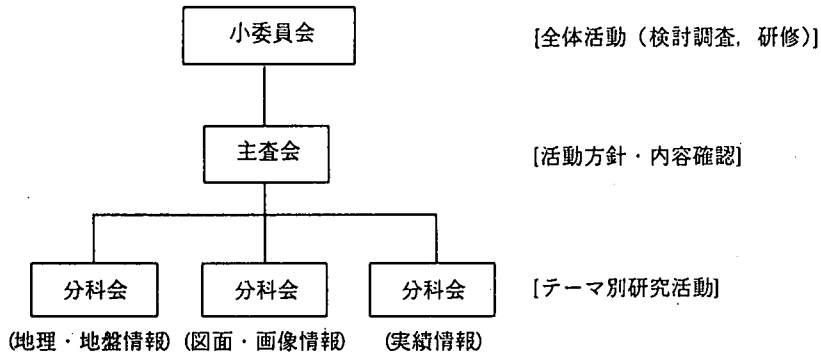 小委員会 [全体活動（検討調査，研修）]
主査会 [活動方針・内容確認]
分科会 分科会 分科会 [テーマ別研究活動]
(地理・地盤情報) (図面・画像情報) (実績情報)